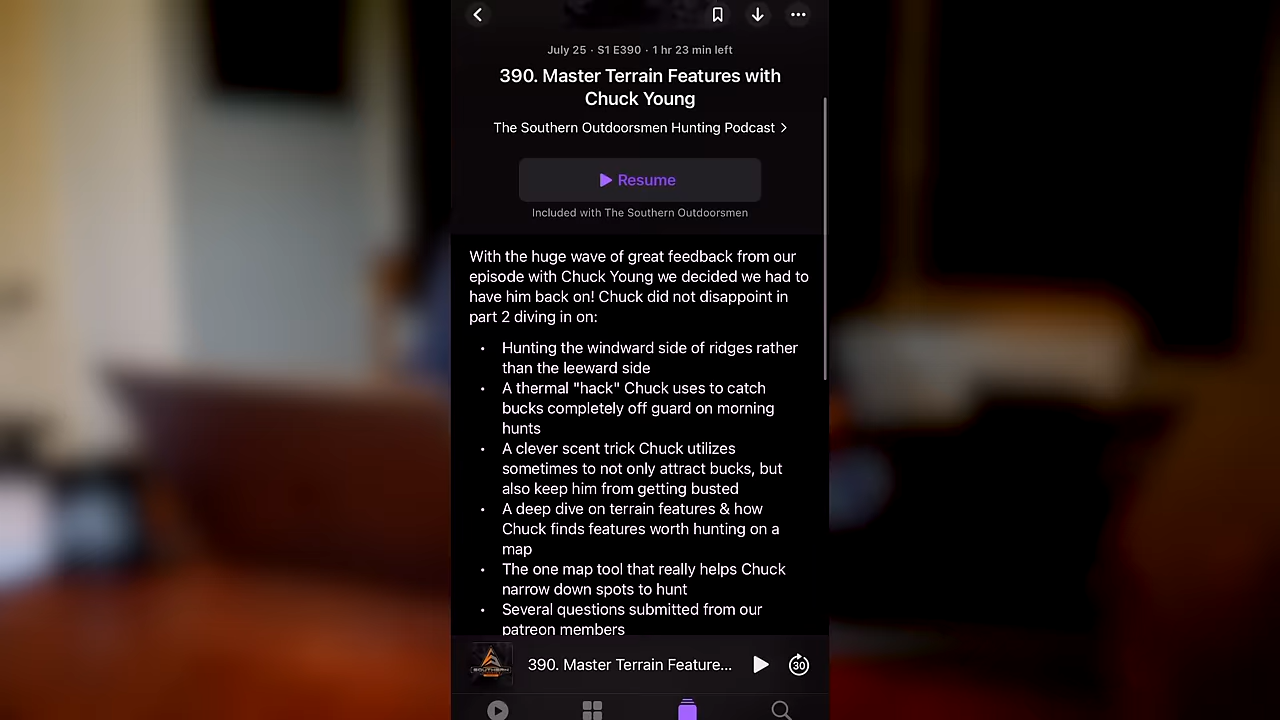 July 25 · S1 E390 · 1 hr 23 min left
390. Master Terrain Features with
Chuck Young
The Southern Outdoorsmen Hunting Podcast
Resume
Included with The Southern Outdoorsmen
With the huge wave of great feedback from our
episode with Chuck Young we decided we had to
have him back on! Chuck did not disappoint in
part 2 diving in on:
• Hunting the windward side of ridges rather
than the leeward side
• A thermal "hack" Chuck uses to catch
bucks completely off guard on morning
hunts
• A clever scent trick Chuck utilizes
sometimes to not only attract bucks, but
also keep him from getting busted
• A deep dive on terrain features & how
Chuck finds features worth hunting on a
map
• The one map tool that really helps Chuck
narrow down spots to hunt
• Several questions submitted from our
patreon members
SOUTHERN
390. Master Terrain Feature...
30